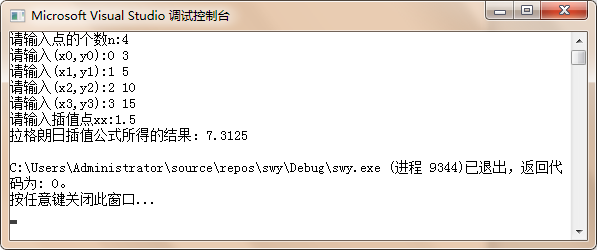 Microsoft Visual Studio 调试控制台
请输入点的个数n:4
请输入(x0,y0):0 3
请输入(x1,y1):1 5
请输入(x2,y2):2 10
请输入(x3,y3):3 15
请输入插值点xx:1.5
拉格朗日插值公式所得的结果：7.3125
C:\Users\Administrator\source\repos\swy\Debug\swy.exe (进程 9344)已退出，返回代
码为: 0。
按任意键关闭此窗口...